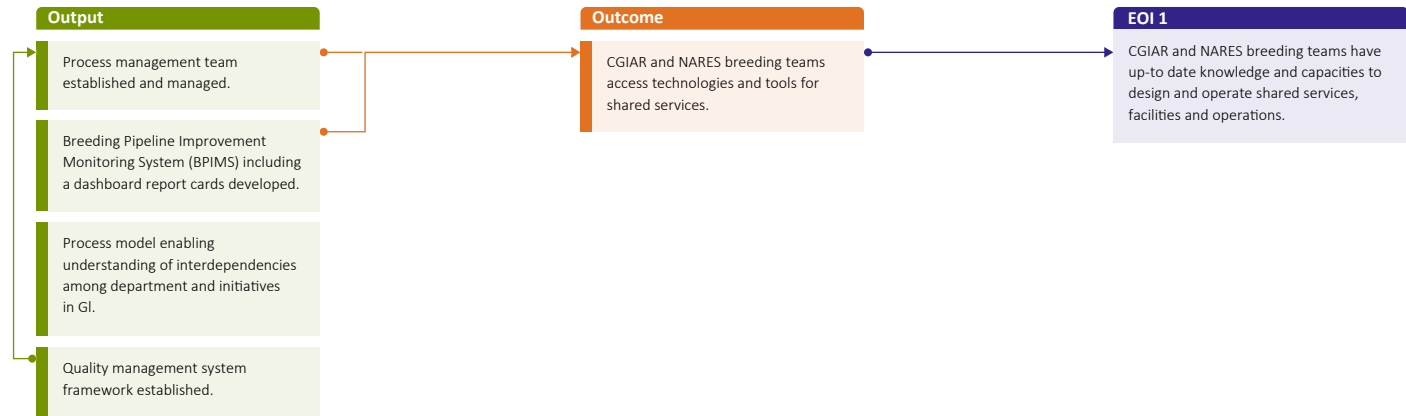 Output
Process management team
established and managed.
Breeding Pipeline Improvement
Monitoring System (BPIMS) including
a dashboard report cards developed.
Process model enabling
understanding of interdependencies
among department and initiatives
in Gl.
Quality management system
framework established.
Outcome
CGIAR and NARES breeding teams
access technologies and tools for
shared services.
EOI 1
CGIAR and NARES breeding teams have
up-to date knowledge and capacities to
design and operate shared services,
facilities and operations.